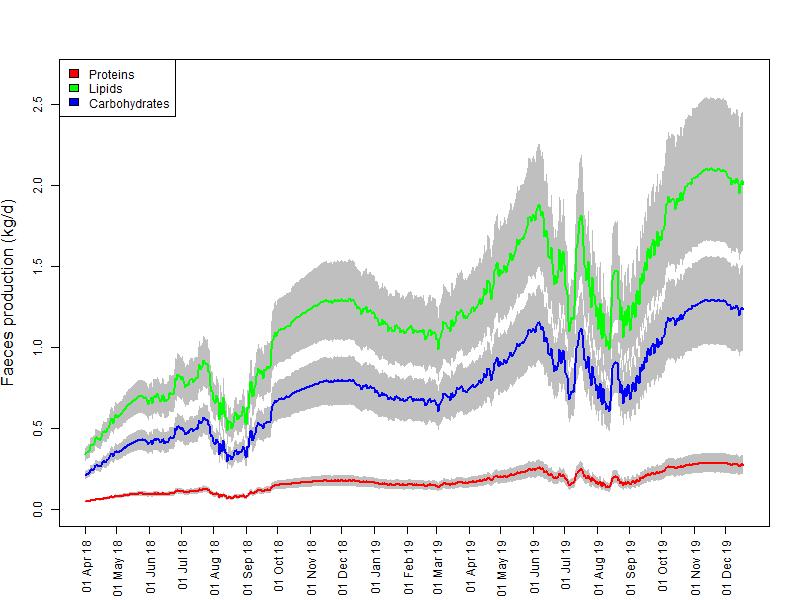 Proteins
Lipids
Carbohydrates
Faeces production (kg/d)
2.5
2.0
1.5
1.0
0.5
0.0
01 Apr 18
01 May 18
01 Jun 18
01 Jul 18
01 Aug 18
01 Sep 18
01 Oct 18
01 Nov 18
01 Dec 18
01 Jan 19
01 Feb 19
01 Mar 19
01 Apr 19
01 May 19
01 Jun 19
01 Jul 19
01 Aug 19
01 Sep 19
01 Oct 19
01 Nov 19
01 Dec 19